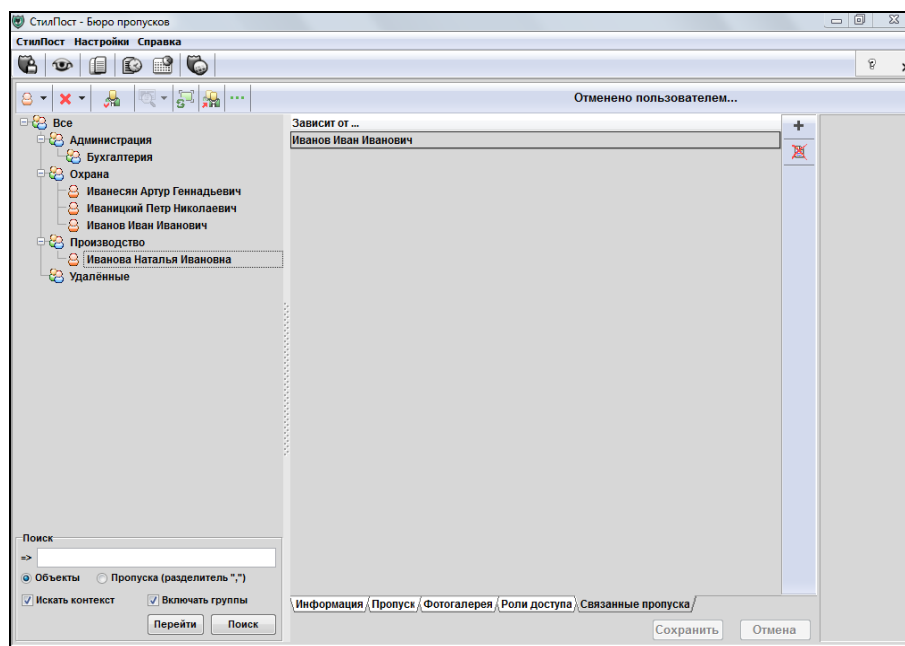 СтилПост - Бюро пропусков
СтилПост Настройки Справка
Отменено пользователем...
Все
Администрация
Бухгалтерия
Охрана
Иванесян Артур Геннадьевич
Иваницкий Петр Николаевич
Иванов Иван Иванович
Производство
Иванова Наталья Ивановна
Удалённые
Зависит от ...
Иванов Иван Иванович
Поиск
=>
Объекты Пропуска (разделитель ",")
Искать контекст Включать группы
Перейти Поиск
Информация Пропуск Фотогалерея Роли доступа Связанные пропуска
Сохранить Отмена